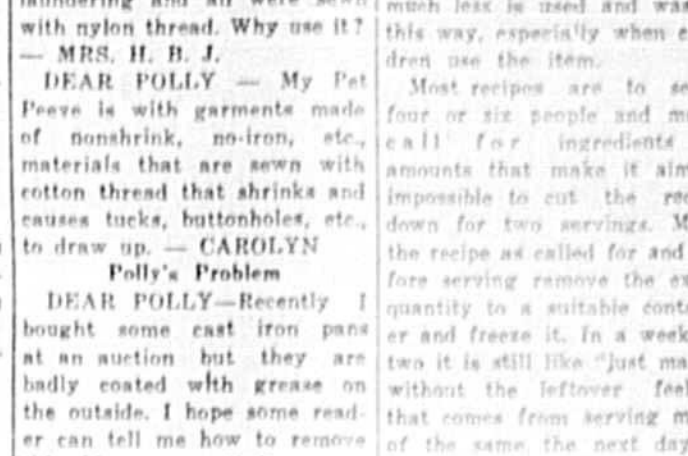 with nylon thread. Why use it?
— MRS. H. B. J.
DEAR POLLY — My Pet
Peeve is with garments made
of nonshrink, no-iron, etc.,
materials that are sewn with
cotton thread that shrinks and
causes tucks, buttonholes, etc.,
to draw up. — CAROLYN
Polly's Problem
DEAR POLLY—Recently I
bought some cast iron pans
at an auction but they are
badly coated with grease on
the outside. I hope some read-
er can tell me how to remove
much less is used and
this way, especially when
dren use the item.
Most recipes are to
four or six people and
call for ingredients
amounts that make it
impossible to cut the
down for two servings.
the recipe as called for and
fore serving remove the
quantity to a suitable
er and freeze it. In a week
two it is still like "just
without the leftover
that comes from serving
of the same the next day